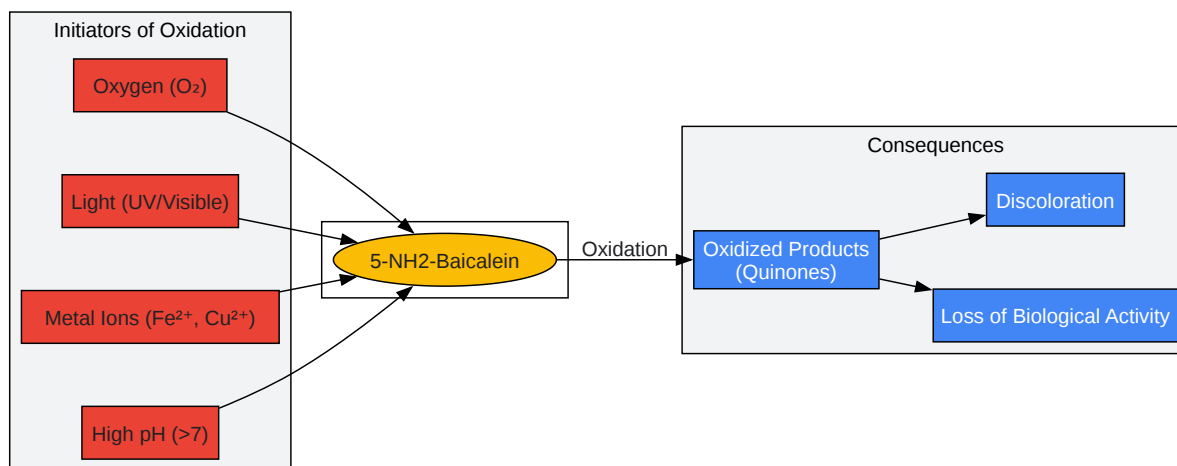 Initiators of Oxidation
Oxygen (O₂)
Light (UV/Visible)
Metal Ions (Fe²⁺, Cu²⁺)
High pH (>7)
5-NH2-Baicalein
Oxidation
Consequences
Oxidized Products
(Quinones)
Discoloration
Loss of Biological Activity